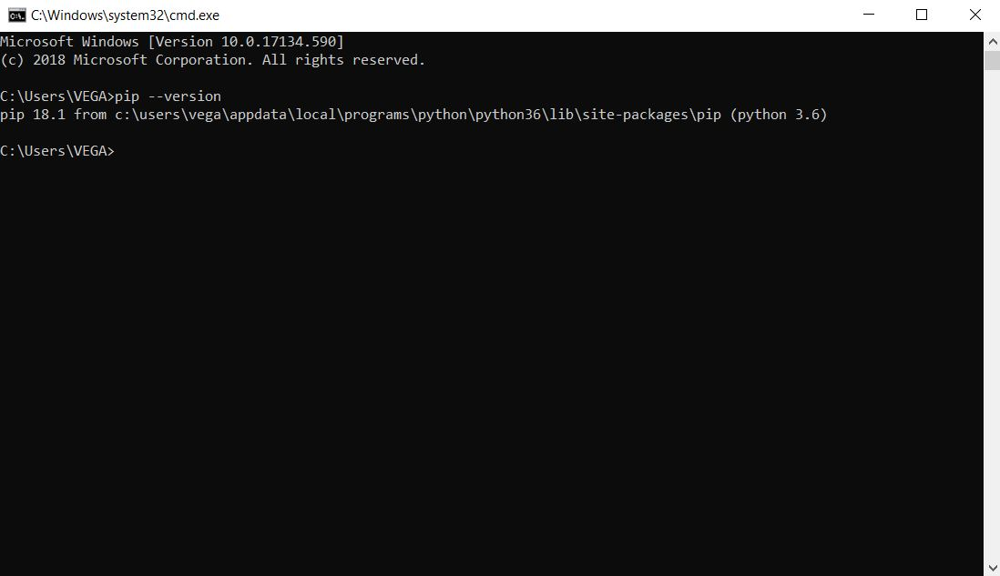 C:\Windows\system32\cmd.exe
Microsoft Windows [Version 10.0.17134.590]
(c) 2018 Microsoft Corporation. All rights reserved.
C:\Users\VEGA>pip --version
pip 18.1 from c:\users\vega\appdata\local\programs\python\python36\lib\site-packages\pip (python 3.6)
C:\Users\VEGA>